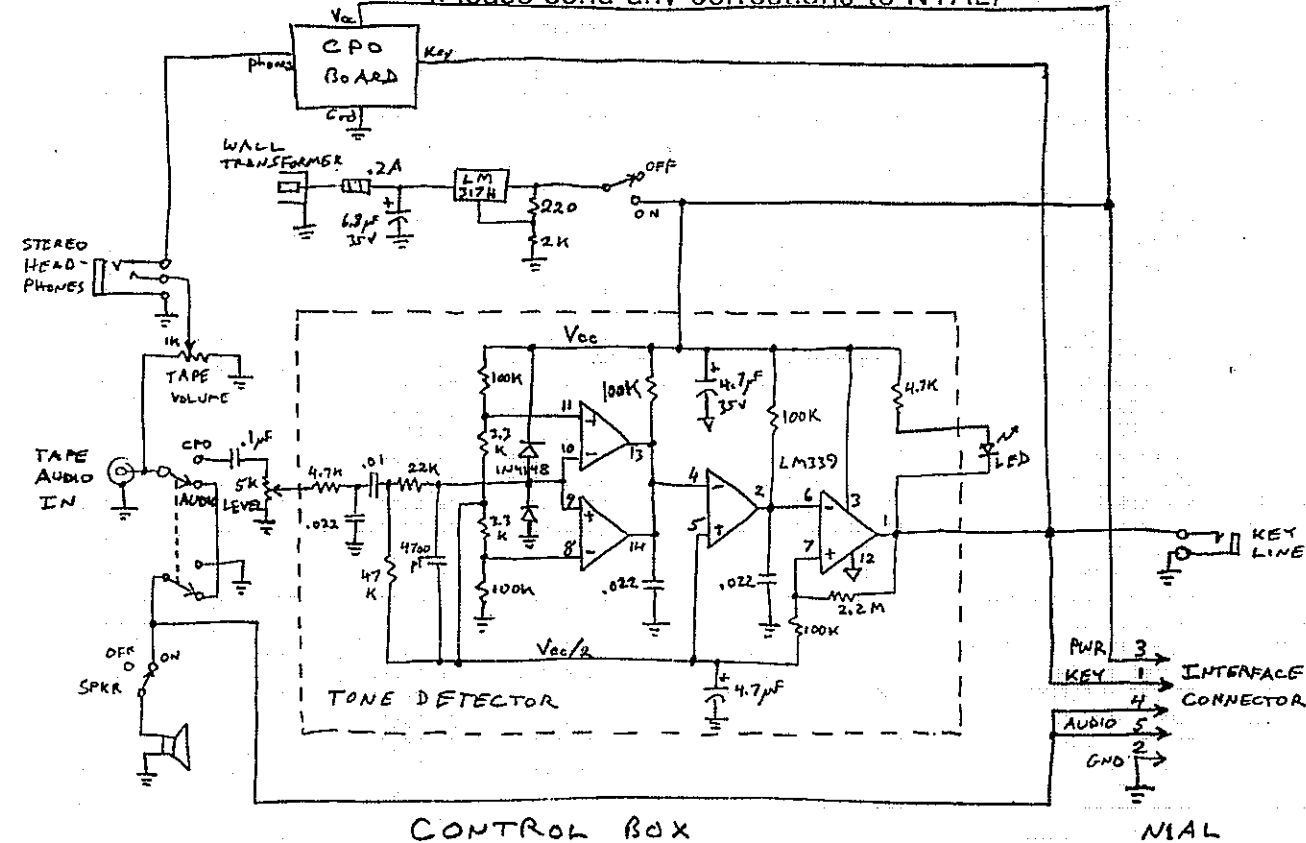 Vcc
CPO
BOARD
Phones
Key
Gnd
WALL
TRANSFORMER
.2A
LM
317H
OFF
ON
6.8µF
35V
220
2K
STEREO
HEAD-
PHONES
1K
TAPE
VOLUME
Vcc
100K
100K
4.7µF
35V
100K
4.7K
LED
TAPE
AUDIO
IN
CPO
.1µF
AUDIO
5K
LEVEL
4.7K
.01
22K
.022
47
K
4700
pF
3.3
K
3.3
K
100K
1N4148
11
10
13
9
8
14
.022
4
5
2
LM339
6
7
3
1
12
.022
2.2M
100K
Vcc/2
4.7µF
TONE DETECTOR
KEY
LINE
OFF
ON
SPKR
PWR 3
KEY 1
4
AUDIO 5
GND 2
INTERFACE
CONNECTOR
CONTROL BOX
N1AL